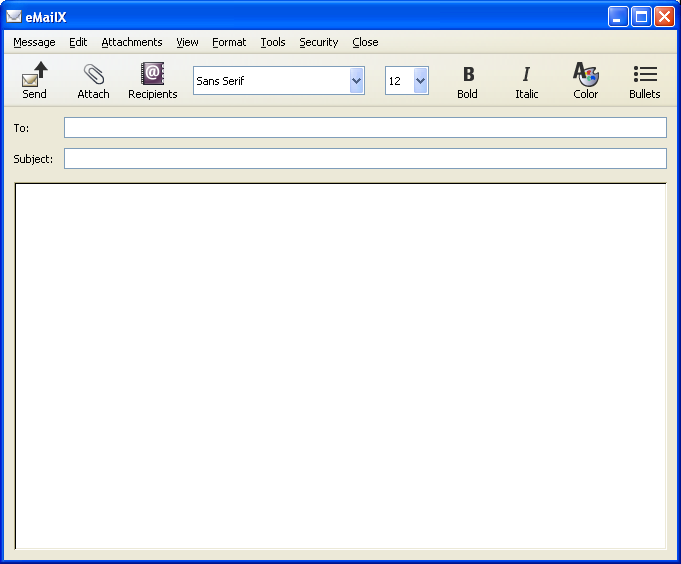 eMailX
Message Edit Attachments View Format Tools Security Close
Send Attach Recipients Sans Serif 12 B Bold I Italic Color Bullets
To:
Subject: